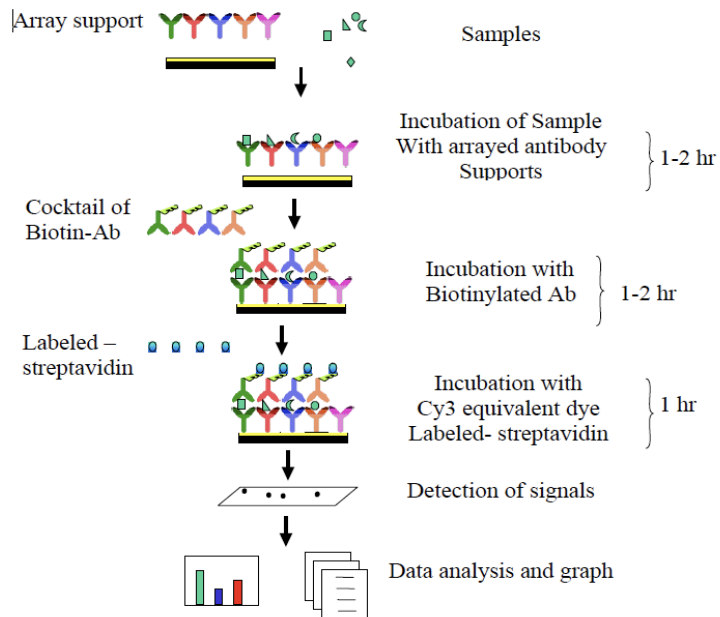 Array support
Samples
Incubation of Sample
With arrayed antibody
Supports
1-2 hr
Cocktail of
Biotin-Ab
Incubation with
Biotinylated Ab
1-2 hr
Labeled –
streptavidin
Incubation with
Cy3 equivalent dye
Labeled- streptavidin
1 hr
Detection of signals
Data analysis and graph